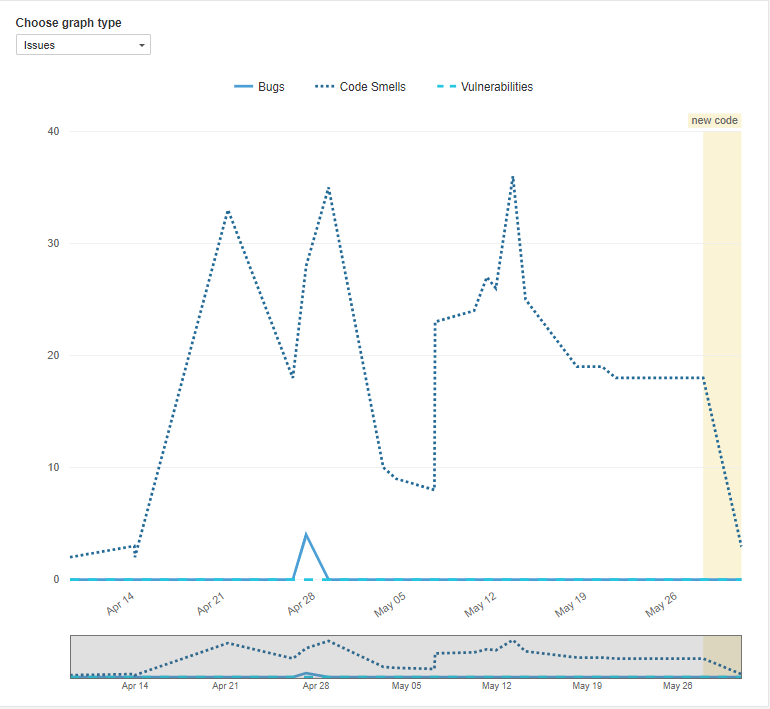 Choose graph type
Issues
Bugs Code Smells Vulnerabilities
new code
40
30
20
10
0
Apr 14 Apr 21 Apr 28 May 05 May 12 May 19 May 26
Apr 14 Apr 21 Apr 28 May 05 May 12 May 19 May 26